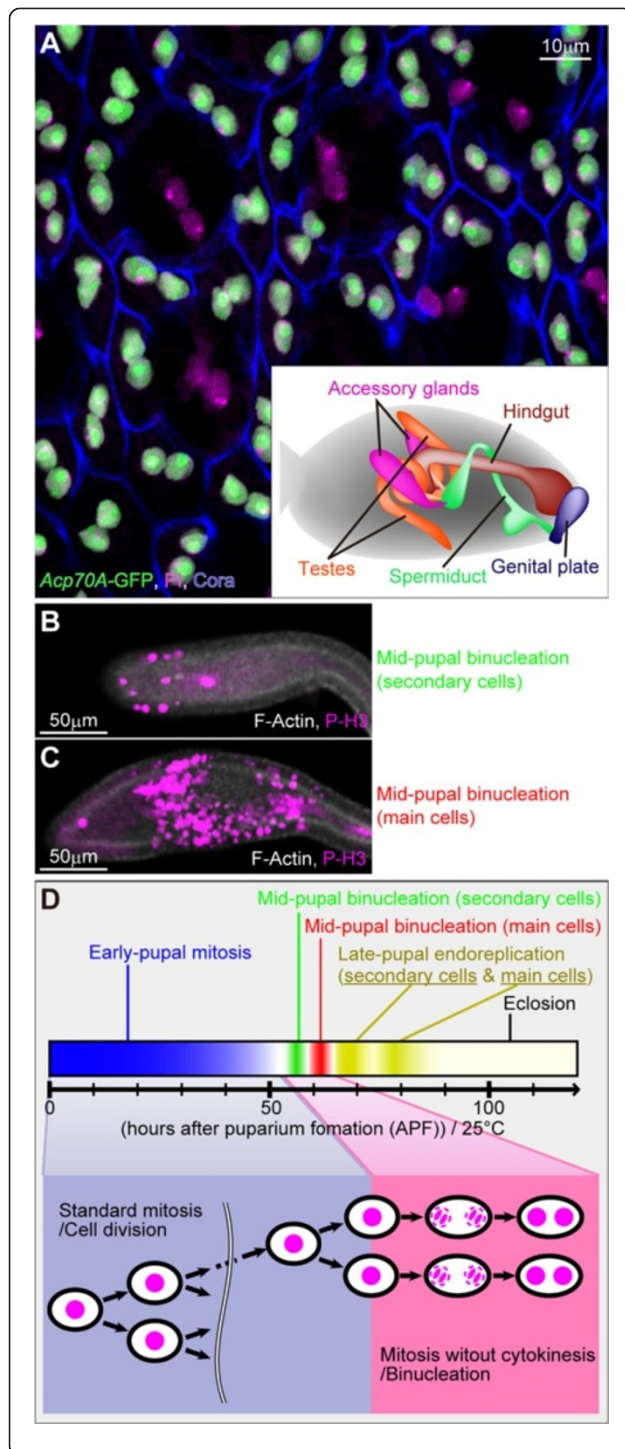 A
10μm
Accessory glands
Hindgut
Testes
Spermiduct
Genital plate
Acp70A-GFP, PI, Cora
B
Mid-pupal binucleation
(secondary cells)
50μm
F-Actin, P-H3
C
Mid-pupal binucleation
(main cells)
50μm
F-Actin, P-H3
D
Mid-pupal binucleation (secondary cells)
Mid-pupal binucleation (main cells)
Early-pupal mitosis
Late-pupal endoreplication
(secondary cells & main cells)
Eclosion
0
50
100
(hours after puparium fomation (APF)) / 25°C
Standard mitosis
/Cell division
Mitosis witout cytokinesis
/Binucleation